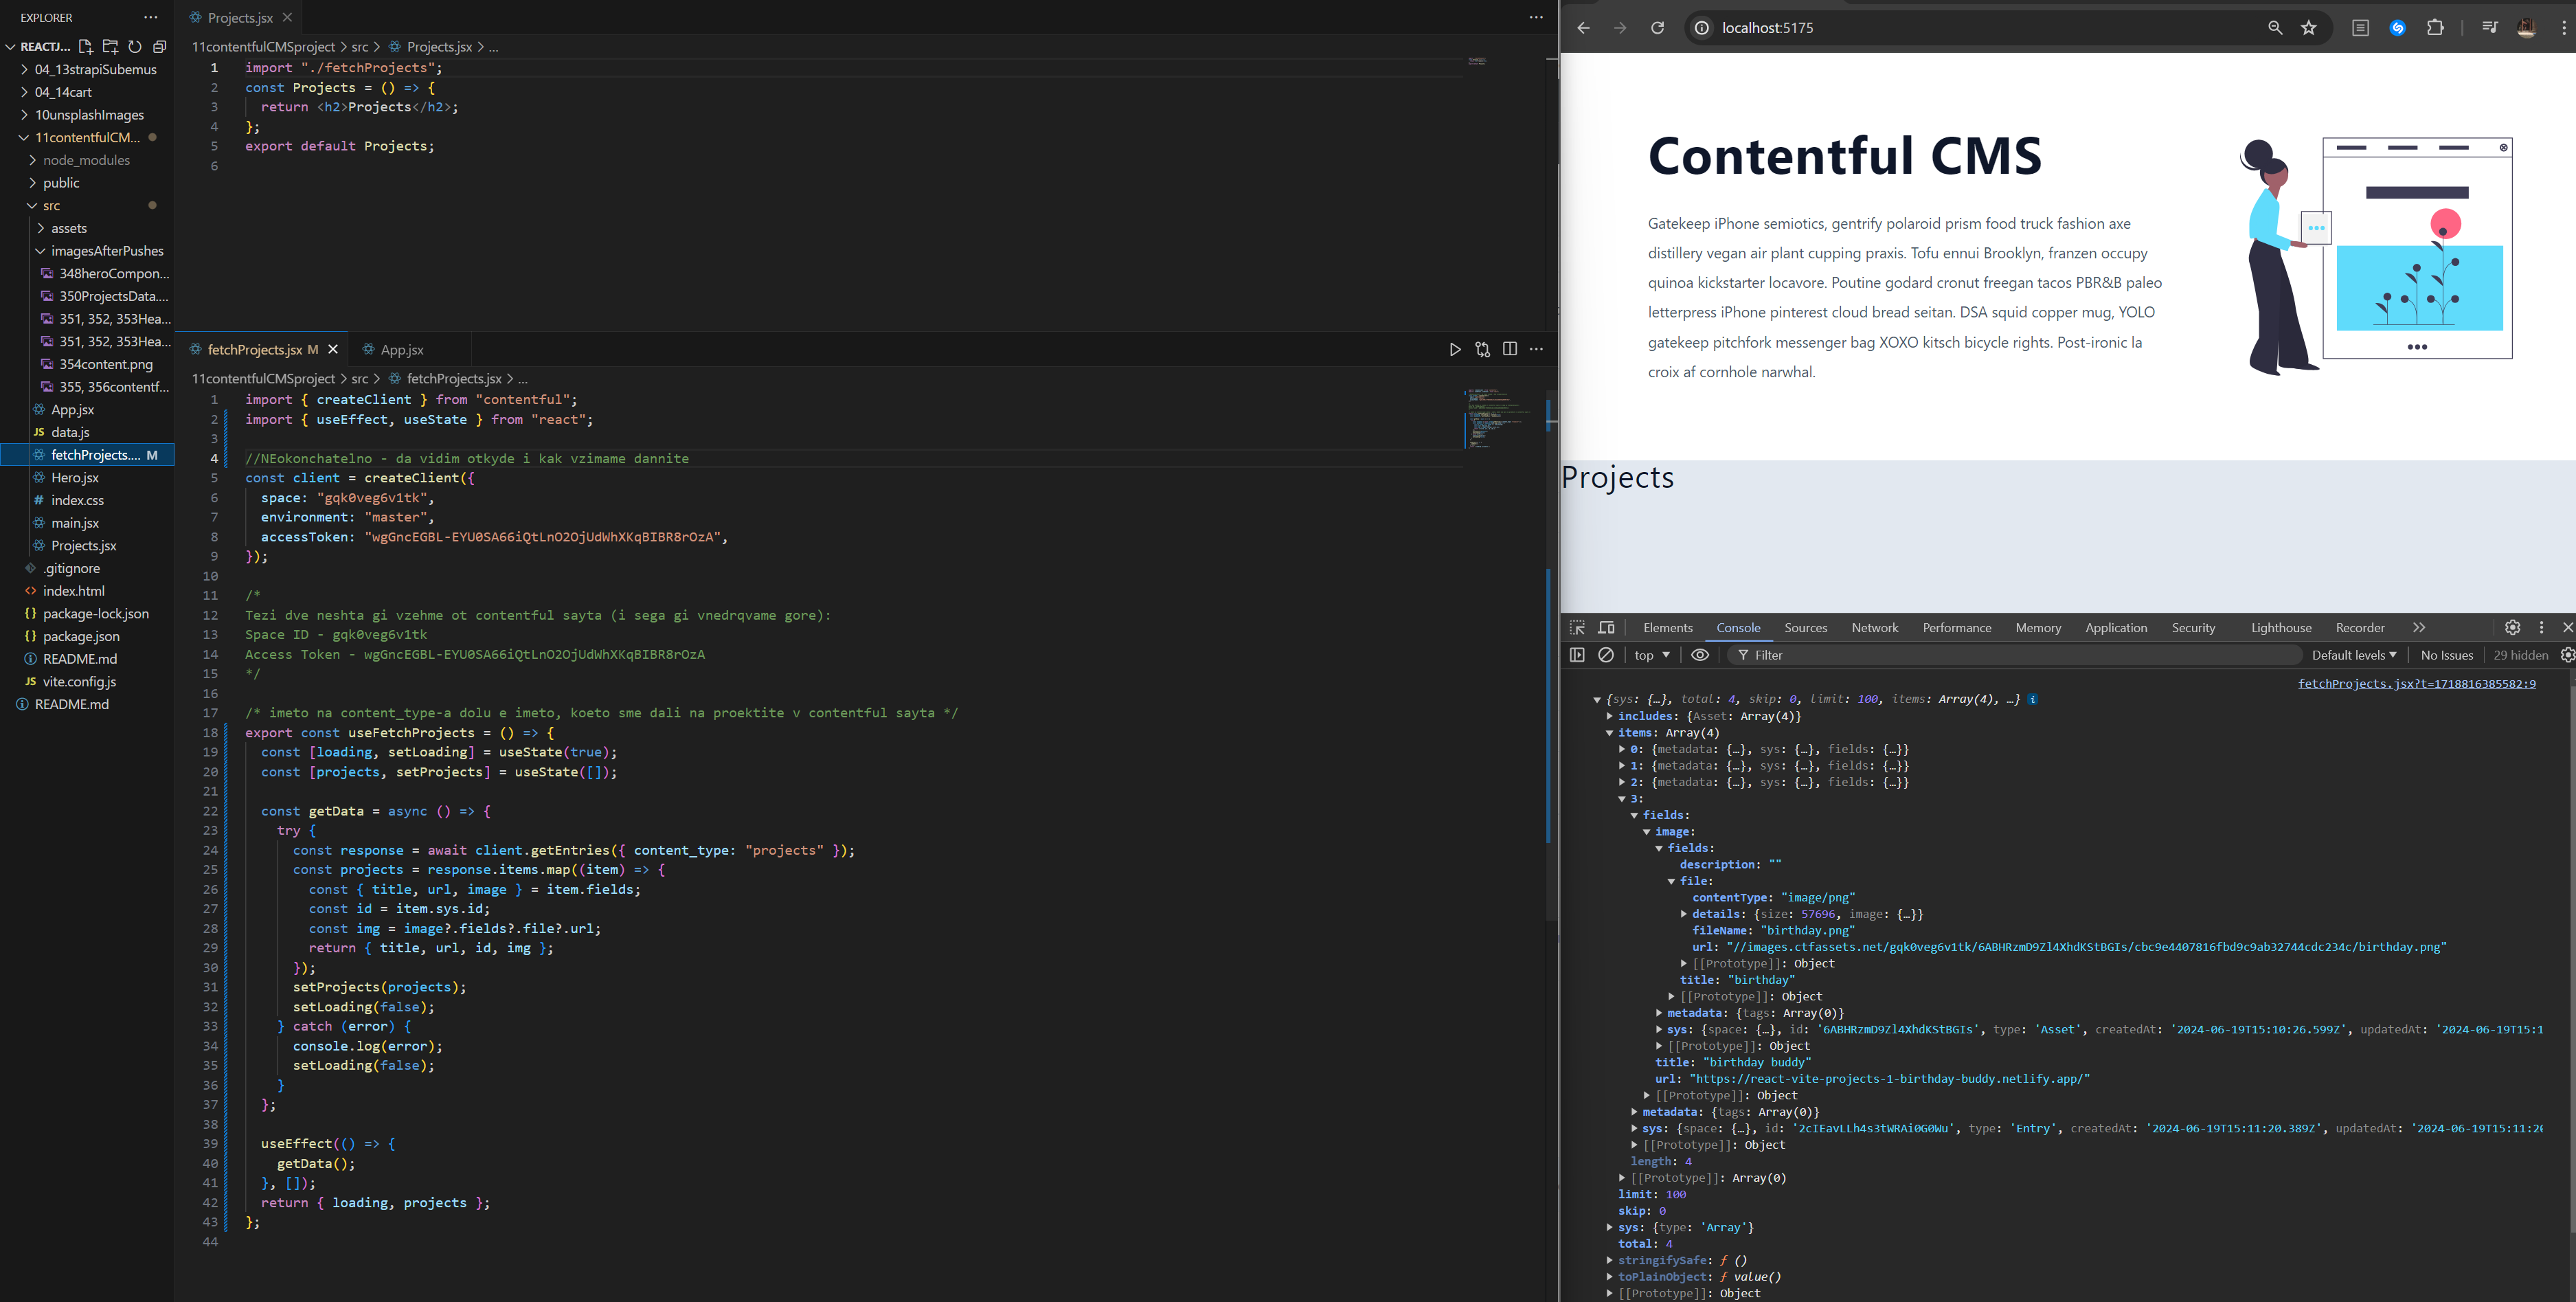 EXPLORER
REACTJ...
04_13strapiSubemus
04_14cart
10unsplashImages
11contentfulCM...
node_modules
public
src
assets
imagesAfterPushes
348heroCompon...
350ProjectsData....
351, 352, 353Hea...
351, 352, 353Hea...
354content.png
355, 356contentf...
App.jsx
JS data.js
fetchProjects.... M
Hero.jsx
# index.css
main.jsx
Projects.jsx
.gitignore
<> index.html
{} package-lock.json
{} package.json
README.md
JS vite.config.js
README.md
Projects.jsx
11contentfulCMSproject > src > Projects.jsx > ...
1 import "./fetchProjects";
2 const Projects = () => {
3 return <h2>Projects</h2>;
4 };
5 export default Projects;
6
fetchProjects.jsx M
App.jsx
11contentfulCMSproject > src > fetchProjects.jsx > ...
1 import { createClient } from "contentful";
2 import { useEffect, useState } from "react";
3
4 //NEokonchatelno - da vidim otkyde i kak vzimame dannite
5 const client = createClient({
6 space: "gqk0veg6v1tk",
7 environment: "master",
8 accessToken: "wgGncEGBL-EYU0SA66iQtLnO2OjUdWhXKqBIBR8rOzA",
9 });
10
11 /*
12 Tezi dve neshta gi vzehme ot contentful sayta (i sega gi vnedrqvame gore):
13 Space ID - gqk0veg6v1tk
14 Access Token - wgGncEGBL-EYU0SA66iQtLnO2OjUdWhXKqBIBR8rOzA
15 */
16
17 /* imeto na content_type-a dolu e imeto, koeto sme dali na proektite v contentful sayta */
18 export const useFetchProjects = () => {
19 const [loading, setLoading] = useState(true);
20 const [projects, setProjects] = useState([]);
21
22 const getData = async () => {
23 try {
24 const response = await client.getEntries({ content_type: "projects" });
25 const projects = response.items.map((item) => {
26 const { title, url, image } = item.fields;
27 const id = item.sys.id;
28 const img = image?.fields?.file?.url;
29 return { title, url, id, img };
30 });
31 setProjects(projects);
32 setLoading(false);
33 } catch (error) {
34 console.log(error);
35 setLoading(false);
36 }
37 };
38
39 useEffect(() => {
40 getData();
41 }, []);
42 return { loading, projects };
43 };
44
localhost:5175
Contentful CMS
Gatekeep iPhone semiotics, gentrify polaroid prism food truck fashion axe
distillery vegan air plant cupping praxis. Tofu ennui Brooklyn, franzen occupy
quinoa kickstarter locavore. Poutine godard cronut freegan tacos PBR&B paleo
letterpress iPhone pinterest cloud bread seitan. DSA squid copper mug, YOLO
gatekeep pitchfork messenger bag XOXO kitsch bicycle rights. Post-ironic la
croix af cornhole narwhal.
Projects
Elements Console Sources Network Performance Memory Application Security Lighthouse Recorder
top Filter Default levels No Issues 29 hidden
fetchProjects.jsx?t=1718816385582:9
{sys: {…}, total: 4, skip: 0, limit: 100, items: Array(4), …}
includes: {Asset: Array(4)}
items: Array(4)
0: {metadata: {…}, sys: {…}, fields: {…}}
1: {metadata: {…}, sys: {…}, fields: {…}}
2: {metadata: {…}, sys: {…}, fields: {…}}
3:
fields:
image:
fields:
description: ""
file:
contentType: "image/png"
details: {size: 57696, image: {…}}
fileName: "birthday.png"
url: "//images.ctfassets.net/gqk0veg6v1tk/6ABHRzmD9Zl4XhdKStBGIs/cbc9e4407816fbd9c9ab32744cdc234c/birthday.png"
[[Prototype]]: Object
title: "birthday"
[[Prototype]]: Object
metadata: {tags: Array(0)}
sys: {space: {…}, id: '6ABHRzmD9Zl4XhdKStBGIs', type: 'Asset', createdAt: '2024-06-19T15:10:26.599Z', updatedAt: '2024-06-19T15:1
[[Prototype]]: Object
title: "birthday buddy"
url: "https://react-vite-projects-1-birthday-buddy.netlify.app/"
[[Prototype]]: Object
metadata: {tags: Array(0)}
sys: {space: {…}, id: '2cIEavLLh4s3tWRAi0G0Wu', type: 'Entry', createdAt: '2024-06-19T15:11:20.389Z', updatedAt: '2024-06-19T15:11:20
[[Prototype]]: Object
length: 4
[[Prototype]]: Array(0)
limit: 100
skip: 0
sys: {type: 'Array'}
total: 4
stringifySafe: ƒ ()
toPlainObject: ƒ value()
[[Prototype]]: Object